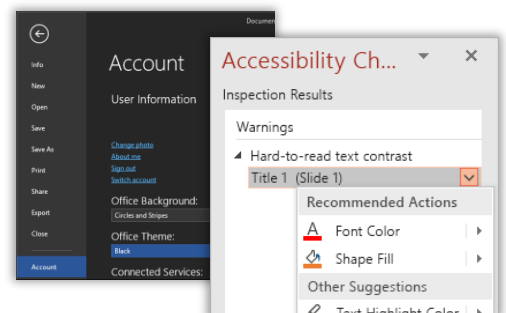 Documen
Info
New
Open
Save
Save As
Print
Share
Export
Close
Account
Account
User Information
Change photo
About me
Sign out
Switch account
Office Background:
Circles and Stripes
Office Theme:
Black
Connected Services:
Accessibility Ch...
Inspection Results
Warnings
Hard-to-read text contrast
Title 1 (Slide 1)
Recommended Actions
Font Color
Shape Fill
Other Suggestions
Text Highlight Color